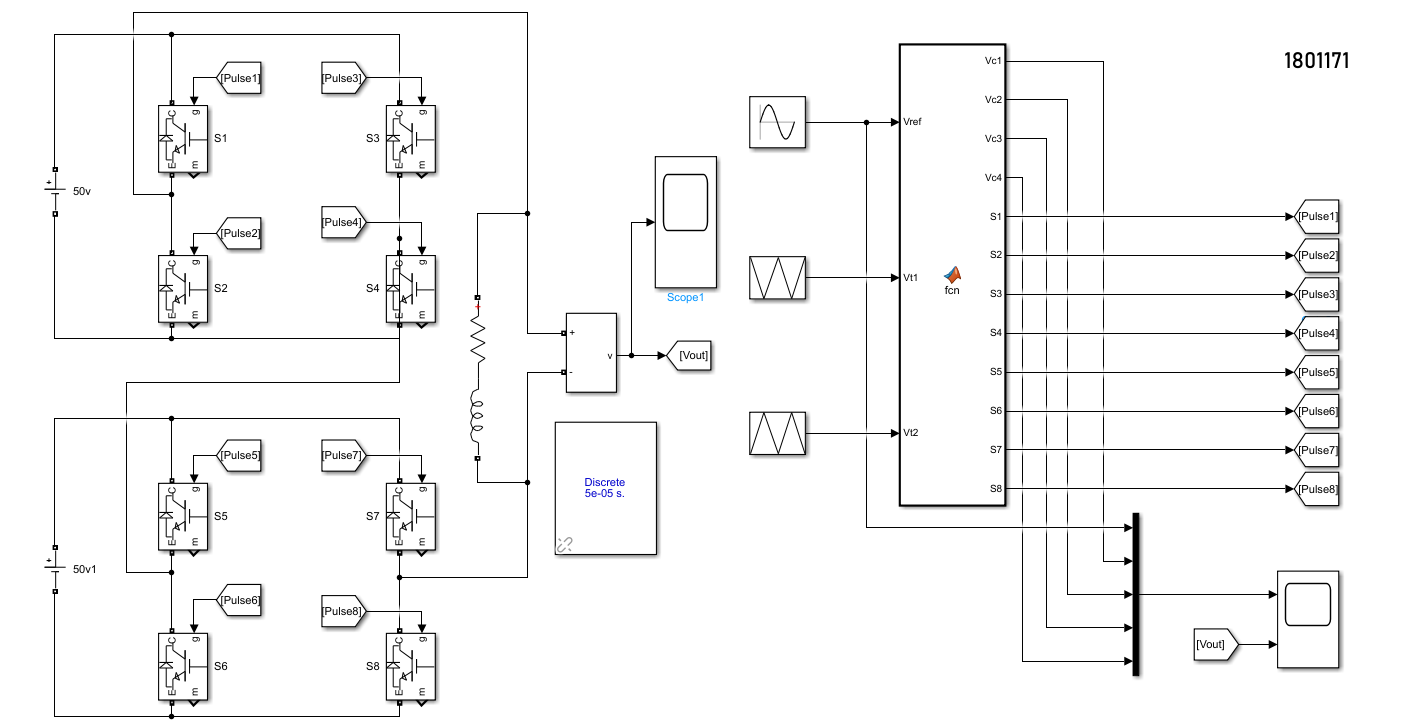 1801171
[Pulse1]
[Pulse3]
C
g
S1
E
m
C
g
S3
E
m
50v
+
[Pulse2]
[Pulse4]
C
g
S2
E
m
C
g
S4
E
m
[Pulse5]
[Pulse7]
C
g
S5
E
m
C
g
S7
E
m
50v1
+
[Pulse6]
[Pulse8]
C
g
S6
E
m
C
g
S8
E
m
+
+
v
-
Scope1
[Vout]
Discrete
5e-05 s.
Vref
Vt1
Vt2
fcn
Vc1
Vc2
Vc3
Vc4
S1
S2
S3
S4
S5
S6
S7
S8
[Pulse1]
[Pulse2]
[Pulse3]
[Pulse4]
[Pulse5]
[Pulse6]
[Pulse7]
[Pulse8]
[Vout]